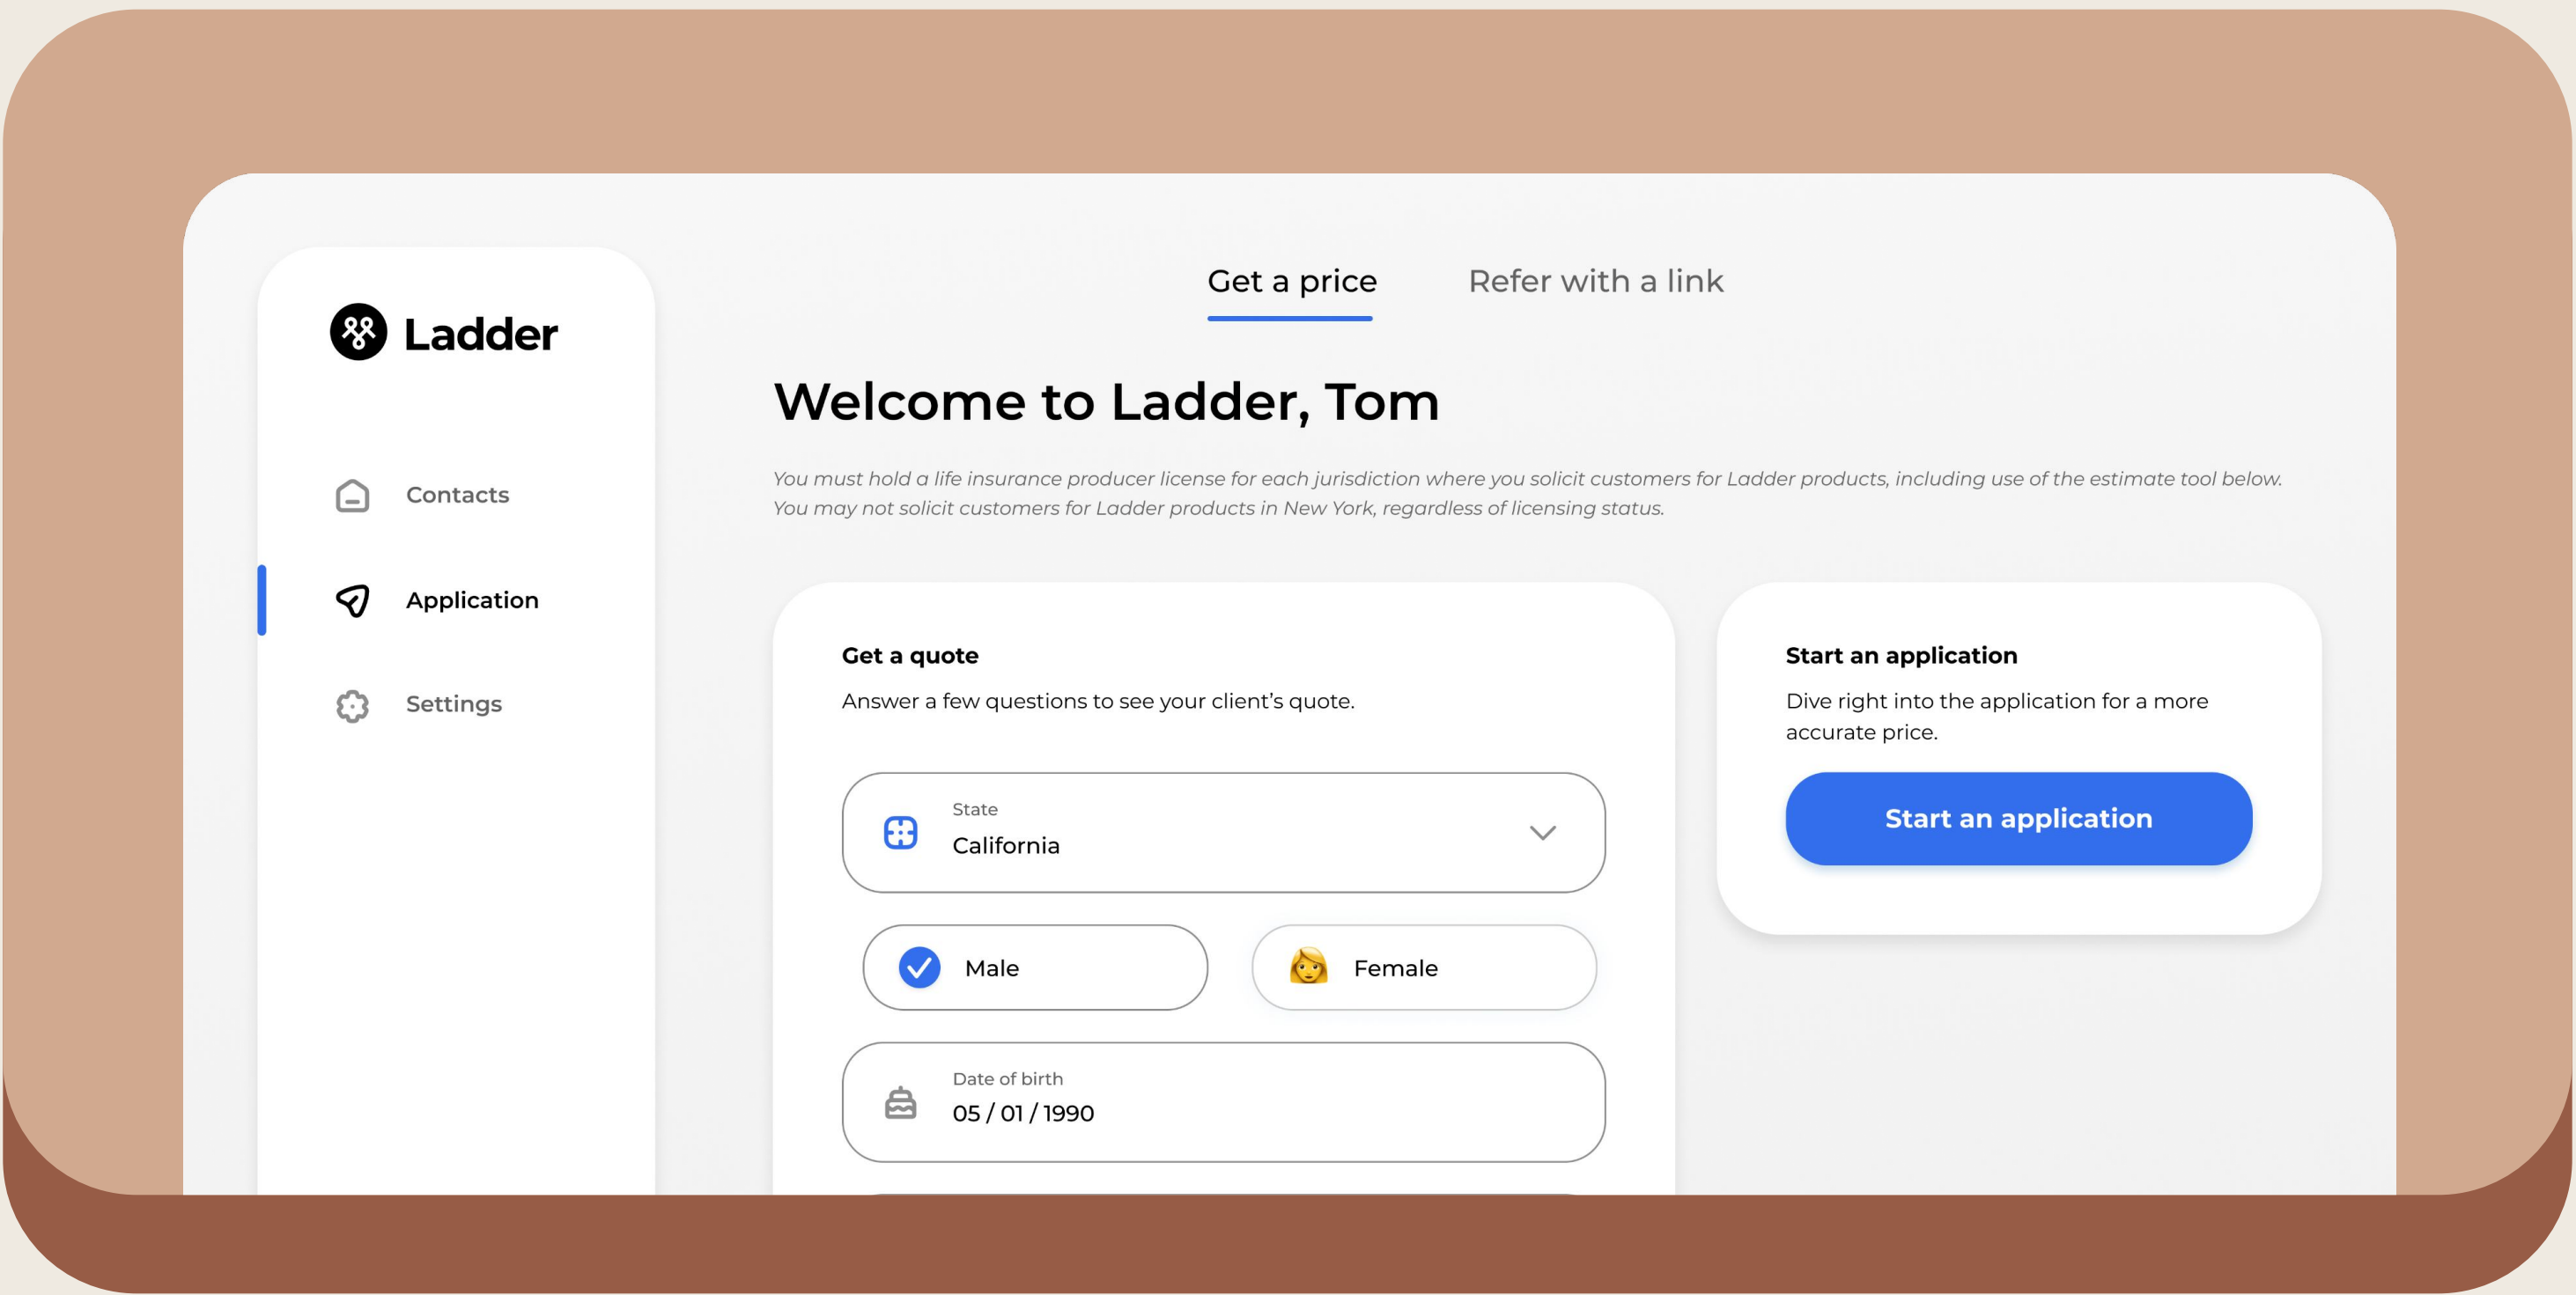 Ladder
Contacts
Application
Settings
Get a price
Refer with a link
Welcome to Ladder, Tom
You must hold a life insurance producer license for each jurisdiction where you solicit customers for Ladder products, including use of the estimate tool below.
You may not solicit customers for Ladder products in New York, regardless of licensing status.
Get a quote
Answer a few questions to see your client’s quote.
State
California
Male
Female
Date of birth
05 / 01 / 1990
Start an application
Dive right into the application for a more
accurate price.
Start an application